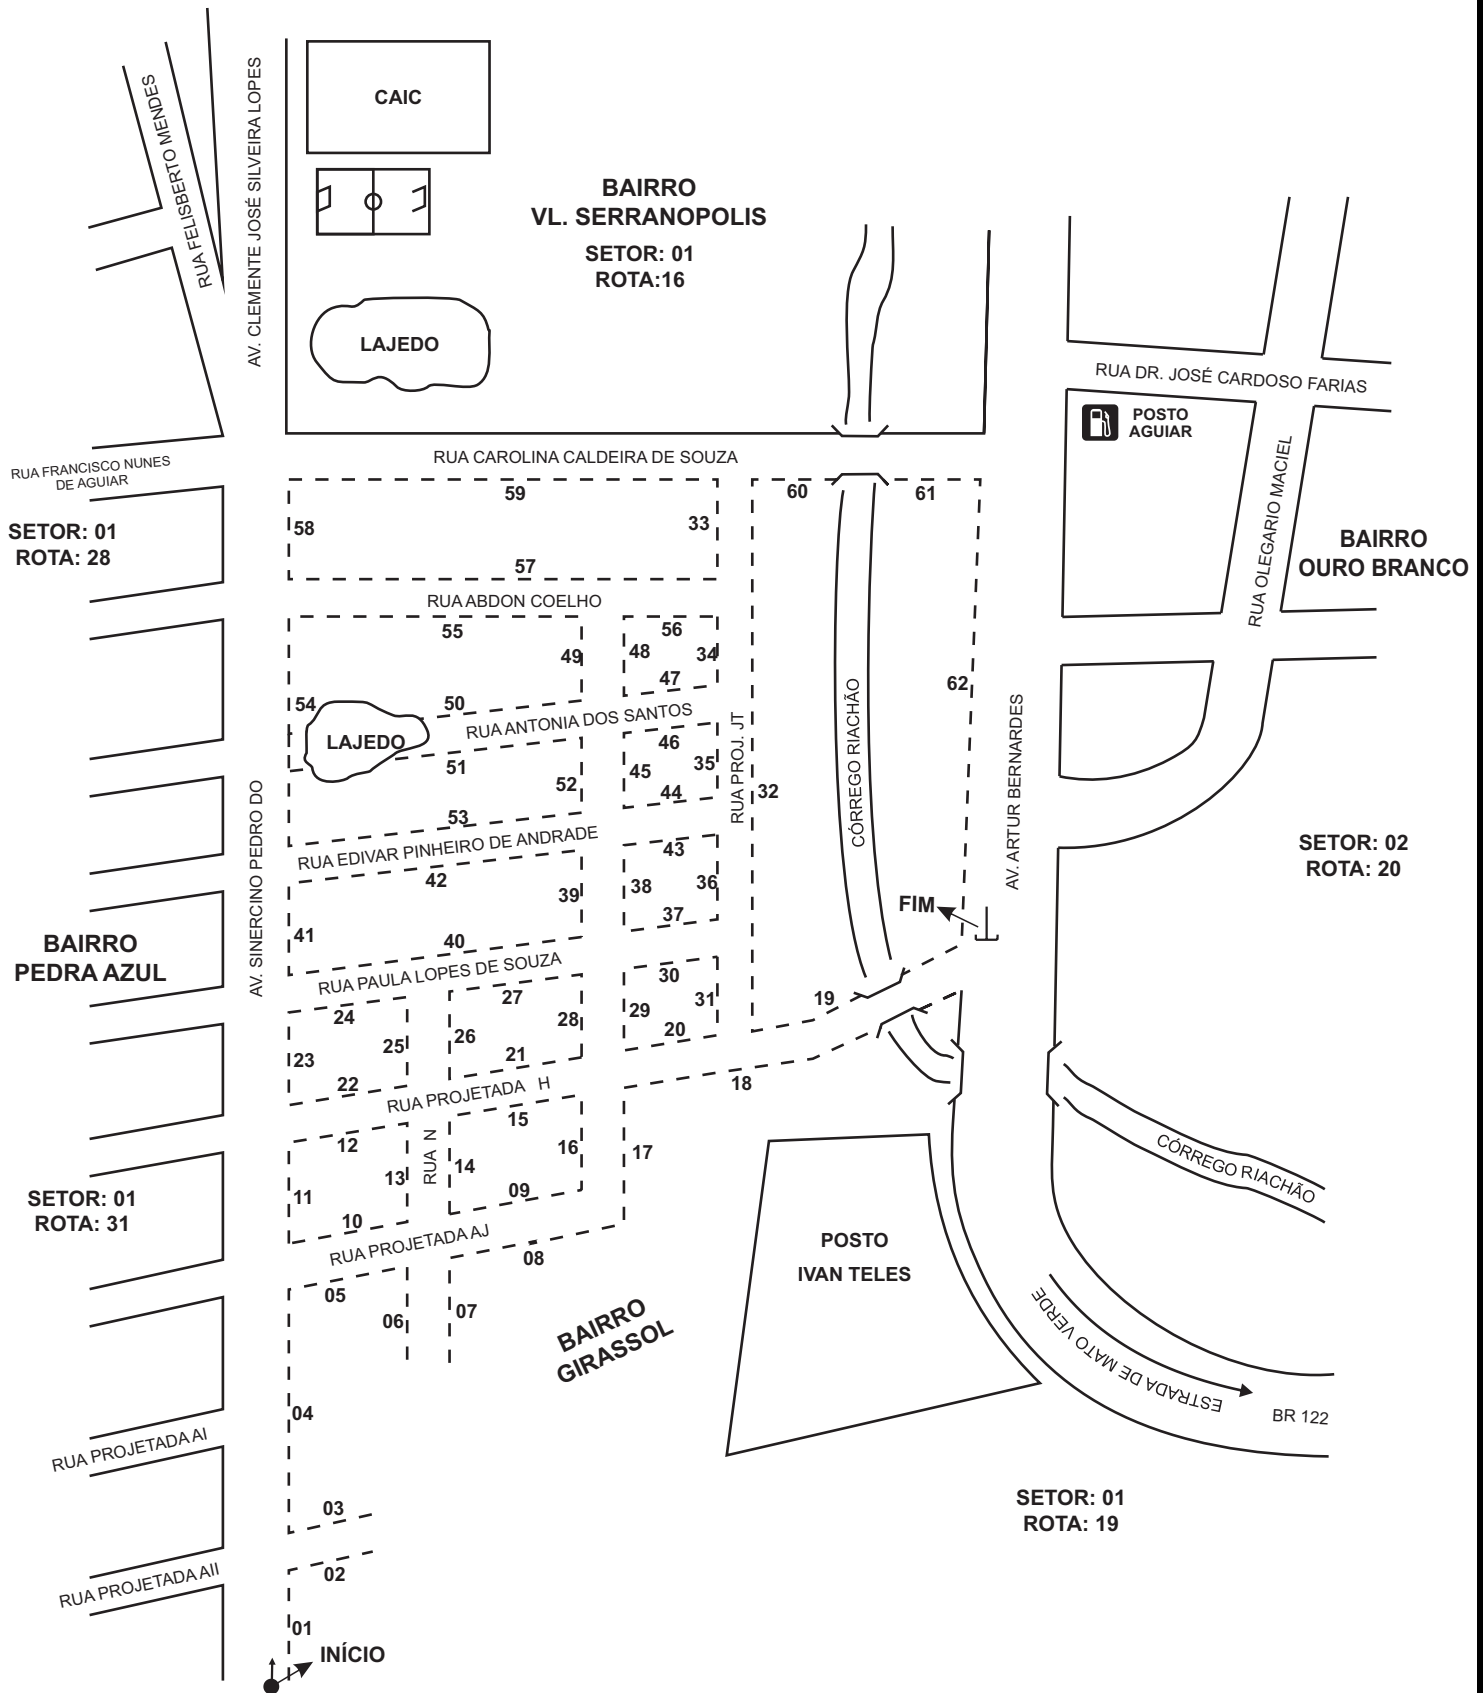 RUA FELISBERTO MENDES
AV. CLEMENTE JOSÉ SILVEIRA LOPES
CAIC
BAIRRO
VL. SERRANOPOLIS
SETOR: 01
ROTA:16
LAJEDO
RUA DR. JOSÉ CARDOSO FARIAS
POSTO
AGUIAR
RUA CAROLINA CALDEIRA DE SOUZA
RUA FRANCISCO NUNES
DE AGUIAR
RUA OLEGARIO MACIEL
SETOR: 01
ROTA: 28
BAIRRO
OURO BRANCO
59
60
61
58
33
57
RUA ABDON COELHO
55
56
49
48
34
47
62
54
50
LAJEDO
RUA ANTONIA DOS SANTOS
46
51
45
35
44
52
32
RUA PROJ. JT
CÓRREGO RIACHÃO
AV. ARTUR BERNARDES
AV. SINERCINO PEDRO DO
53
RUA EDIVAR PINHEIRO DE ANDRADE
43
42
39
38
36
37
SETOR: 02
ROTA: 20
FIM
41
40
BAIRRO
PEDRA AZUL
RUA PAULA LOPES DE SOUZA
30
27
24
19
29
31
28
20
26
25
23
21
22
18
RUA PROJETADA H
15
12
RUA N
16
17
13
14
11
09
10
CÓRREGO RIACHÃO
SETOR: 01
ROTA: 31
RUA PROJETADA AJ
08
POSTO
IVAN TELES
05
06
07
BAIRRO
GIRASSOL
ESTRADA DE MATO VERDE
BR 122
04
RUA PROJETADA AI
03
SETOR: 01
ROTA: 19
02
RUA PROJETADA AII
01
INÍCIO